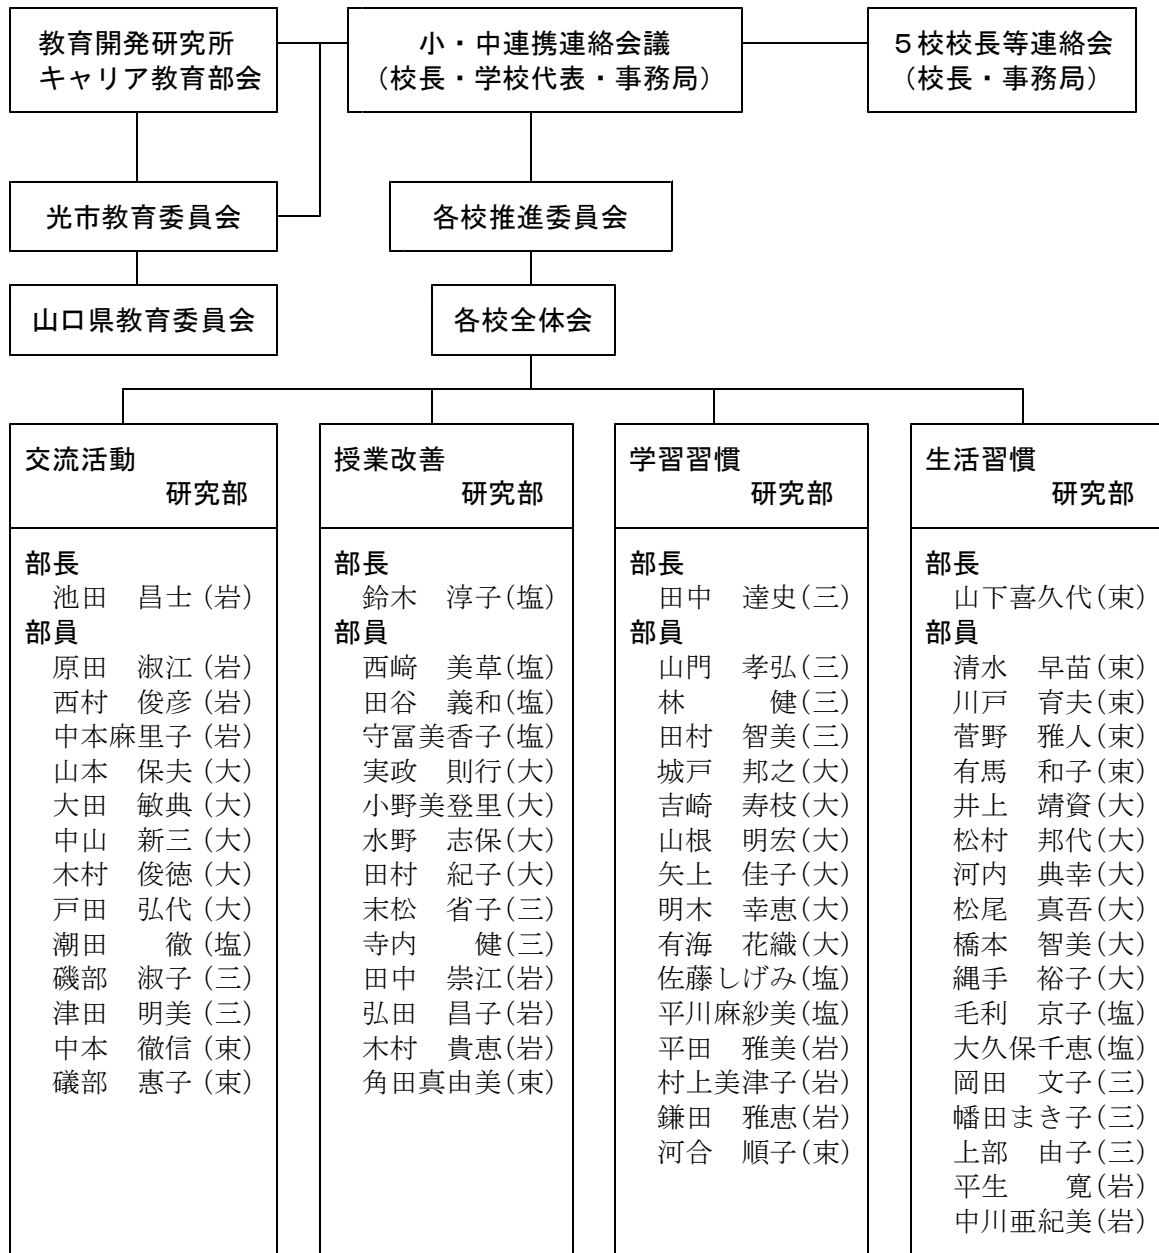 教育開発研究所
キャリア教育部会
小・中連携連絡会議
（校長・学校代表・事務局）
５校校長等連絡会
（校長・事務局）
光市教育委員会
各校推進委員会
山口県教育委員会
各校全体会
交流活動
研究部
部長
池田　昌士（岩）
部員
原田　淑江（岩）
西村　俊彦（岩）
中本麻里子（岩）
山本　保夫（大）
大田　敏典（大）
中山　新三（大）
木村　俊徳（大）
戸田　弘代（大）
潮田　　徹（塩）
磯部　淑子（三）
津田　明美（三）
中本　徹信（束）
礒部　惠子（束）
授業改善
研究部
部長
鈴木　淳子(塩)
部員
西﨑　美草(塩)
田谷　義和(塩)
守冨美香子(塩)
実政　則行(大)
小野美登里(大)
水野　志保(大)
田村　紀子(大)
末松　省子(三)
寺内　　健(三)
田中　崇江(岩)
弘田　昌子(岩)
木村　貴恵(岩)
角田真由美(束)
学習習慣
研究部
部長
田中　達史(三)
部員
山門　孝弘(三)
林　　　健(三)
田村　智美(三)
城戸　邦之(大)
吉崎　寿枝(大)
山根　明宏(大)
矢上　佳子(大)
明木　幸恵(大)
有海　花織(大)
佐藤しげみ(塩)
平川麻紗美(塩)
平田　雅美(岩)
村上美津子(岩)
鎌田　雅恵(岩)
河合　順子(束)
生活習慣
研究部
部長
山下喜久代(束)
部員
清水　早苗(束)
川戸　育夫(束)
菅野　雅人(束)
有馬　和子(束)
井上　靖資(大)
松村　邦代(大)
河内　典幸(大)
松尾　真吾(大)
橋本　智美(大)
縄手　裕子(大)
毛利　京子(塩)
大久保千恵(塩)
岡田　文子(三)
幡田まき子(三)
上部　由子(三)
平生　　寛(岩)
中川亜紀美(岩)